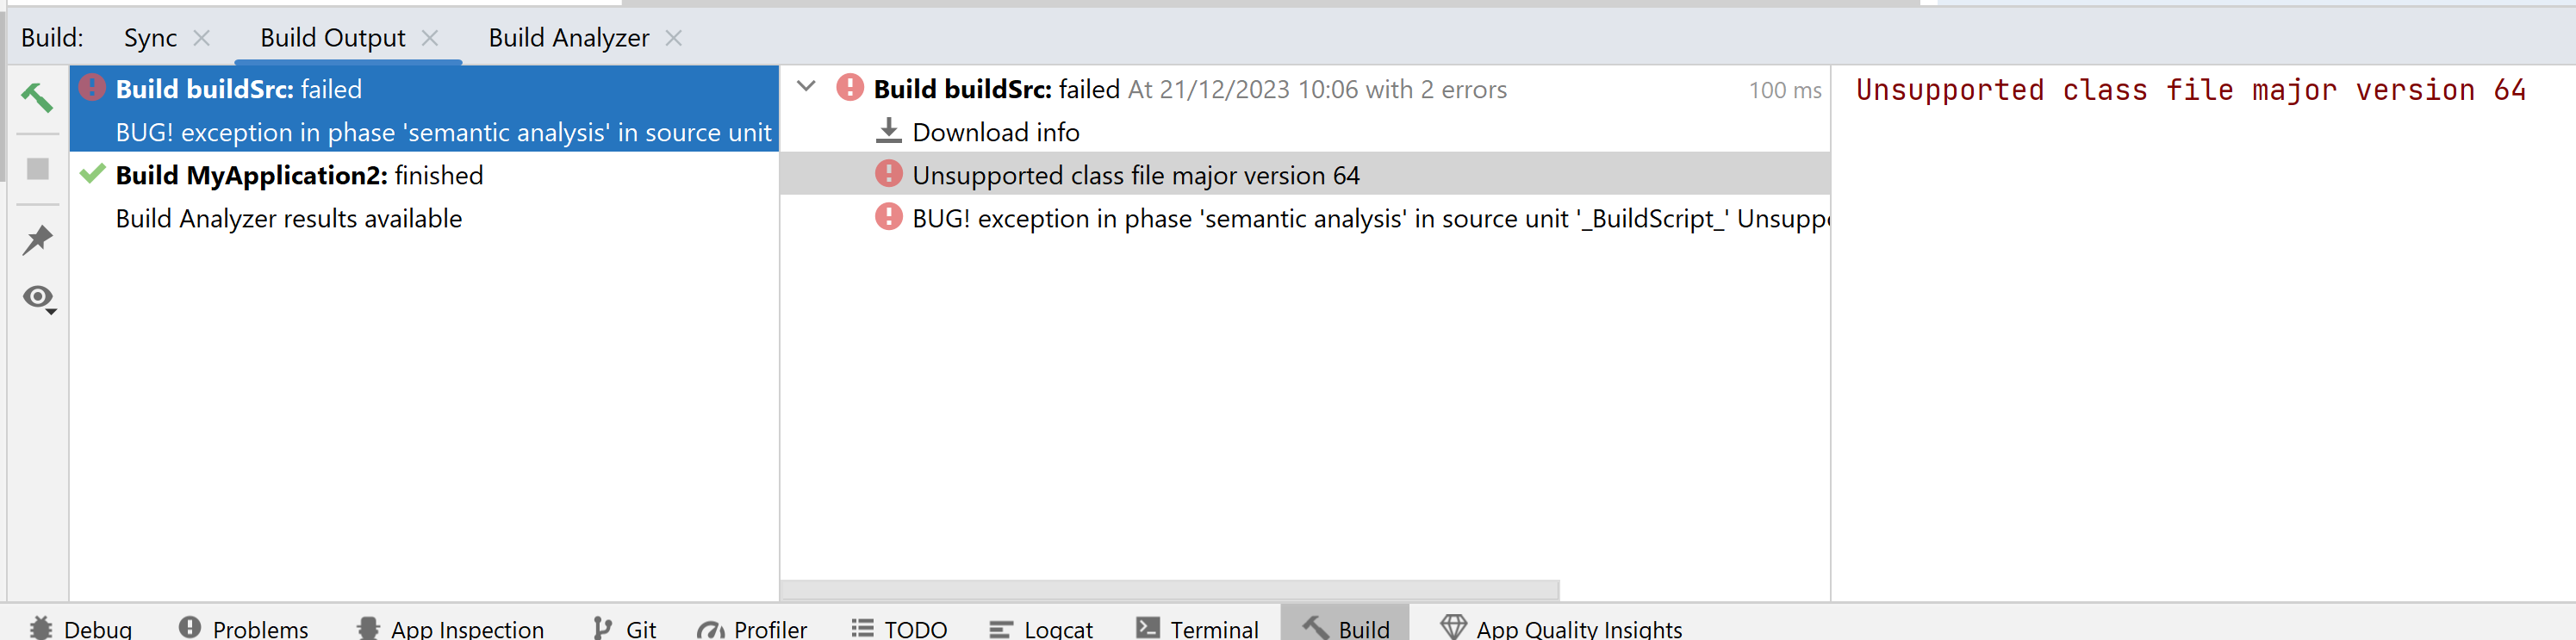 Build: Sync Build Output Build Analyzer
Build buildSrc: failed
BUG! exception in phase 'semantic analysis' in source unit
Build MyApplication2: finished
Build Analyzer results available
Build buildSrc: failed At 21/12/2023 10:06 with 2 errors 100 ms
Download info
Unsupported class file major version 64
BUG! exception in phase 'semantic analysis' in source unit '_BuildScript_' Unsuppo
Unsupported class file major version 64
Debug Problems App Inspection Git Profiler TODO Logcat Terminal Build App Quality Insights